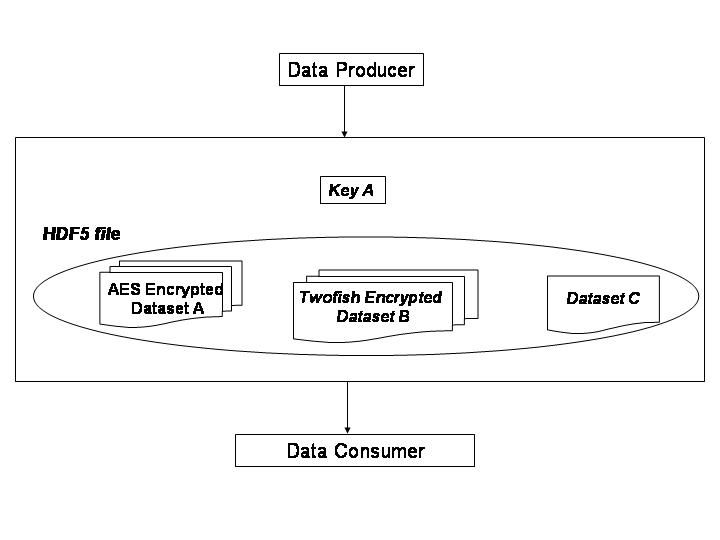 Data Producer
Key A
HDF5 file
AES Encrypted
Dataset A
Twofish Encrypted
Dataset B
Dataset C
Data Consumer